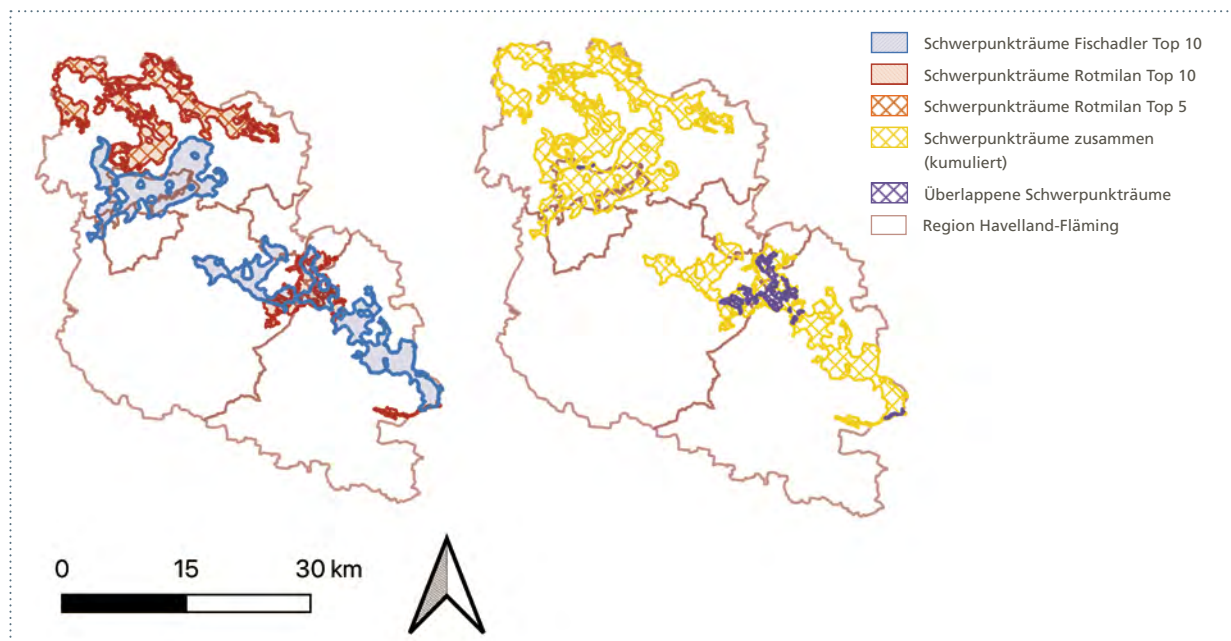 Schwerpunkträume Fischadler Top 10
Schwerpunkträume Rotmilan Top 10
Schwerpunkträume Rotmilan Top 5
Schwerpunkträume zusammen
(kumuliert)
Überlappene Schwerpunkträume
Region Havelland-Fläming
0 15 30 km